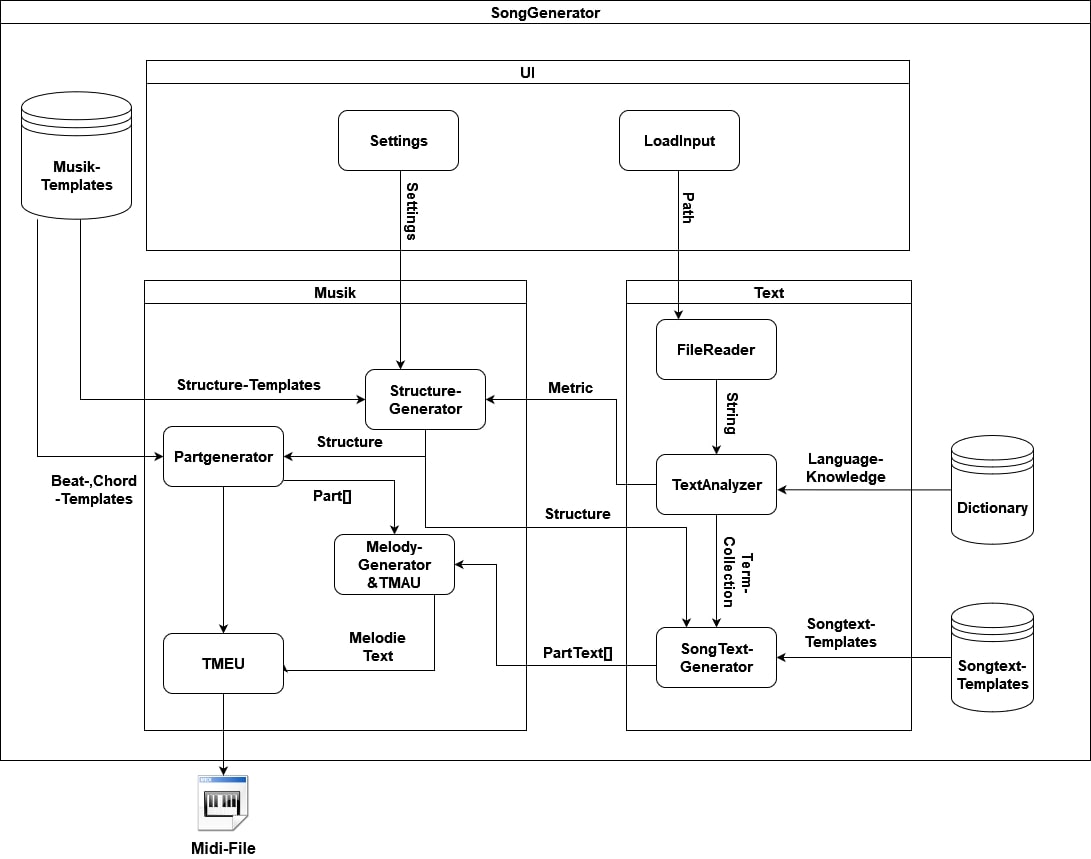 SongGenerator
UI
Musik-
Templates
Settings
LoadInput
Settings
Path
Musik
Text
FileReader
Structure-Templates
Structure-
Generator
Metric
String
Structure
Partgenerator
Beat-,Chord
-Templates
Part[]
TextAnalyzer
Language-
Knowledge
Dictionary
Structure
Melody-
Generator
&TMAU
Term-
Collection
Melodie
Text
TMEU
PartText[]
SongText-
Generator
Songtext-
Templates
Songtext-
Templates
Midi-File